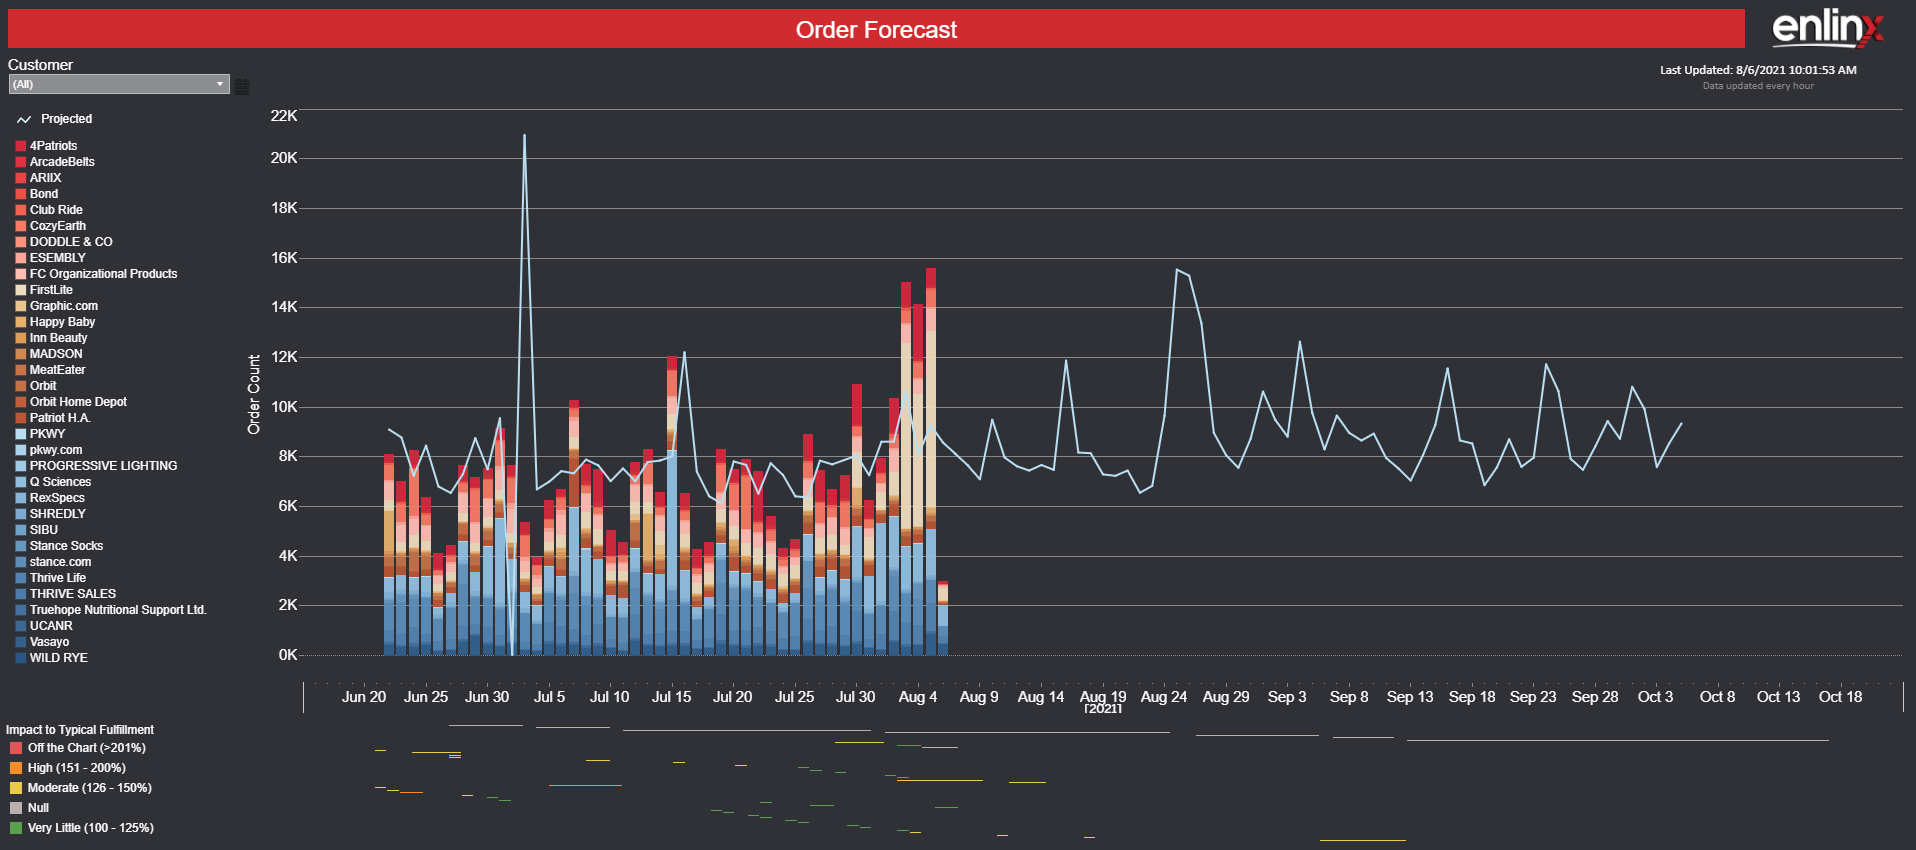 Order Forecast
enlinx
Customer
(All)
Last Updated: 8/6/2021 10:01:53 AM
Data updated every hour
Projected
4Patriots
ArcadeBelts
ARIIX
Bond
Club Ride
CozyEarth
DODDLE & CO
ESEMBLY
FC Organizational Products
FirstLite
Graphic.com
Happy Baby
Inn Beauty
MADSON
MeatEater
Orbit
Orbit Home Depot
Patriot H.A.
PKWY
pkwy.com
PROGRESSIVE LIGHTING
Q Sciences
RexSpecs
SHREDLY
SIBU
Stance Socks
stance.com
Thrive Life
THRIVE SALES
Truehope Nutritional Support Ltd.
UCANR
Vasayo
WILD RYE
Order Count
22K
20K
18K
16K
14K
12K
10K
8K
6K
4K
2K
0K
Jun 20 Jun 25 Jun 30 Jul 5 Jul 10 Jul 15 Jul 20 Jul 25 Jul 30 Aug 4 Aug 9 Aug 14 Aug 19 Aug 24 Aug 29 Sep 3 Sep 8 Sep 13 Sep 18 Sep 23 Sep 28 Oct 3 Oct 8 Oct 13 Oct 18
[2021]
Impact to Typical Fulfillment
Off the Chart (>201%)
High (151 - 200%)
Moderate (126 - 150%)
Null
Very Little (100 - 125%)